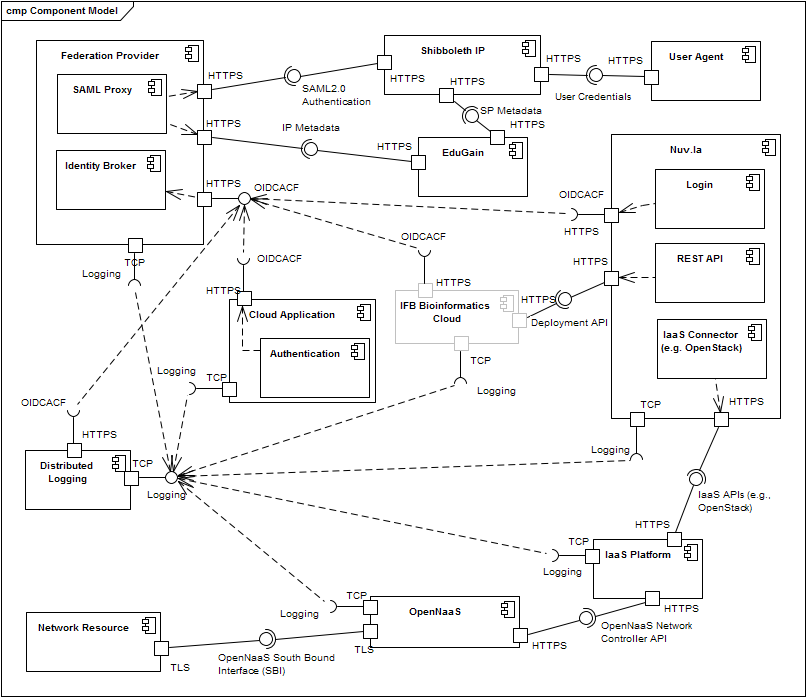 cmp Component Model
Federation Provider
SAML Proxy
Identity Broker
HTTPS
HTTPS
HTTPS
TCP
Logging
SAML2.0
Authentication
IP Metadata
OIDCACF
Shibboleth IP
HTTPS
HTTPS
HTTPS
HTTPS
User Credentials
User Agent
SP Metadata
HTTPS
HTTPS
EduGain
Nuv.la
Login
REST API
IaaS Connector
(e.g. OpenStack)
OIDCACF
HTTPS
HTTPS
HTTPS
TCP
Logging
OIDCACF
HTTPS
Cloud Application
Authentication
TCP
Logging
OIDCACF
HTTPS
IFB Bioinformatics
Cloud
HTTPS
Deployment API
TCP
Logging
OIDCACF
HTTPS
Distributed
Logging
TCP
Logging
IaaS APIs (e.g.,
OpenStack)
HTTPS
TCP
Logging
IaaS Platform
HTTPS
OpenNaaS Network
Controller API
TCP
Logging
OpenNaaS
HTTPS
TLS
OpenNaaS South Bound
Interface (SBI)
Network Resource
TLS